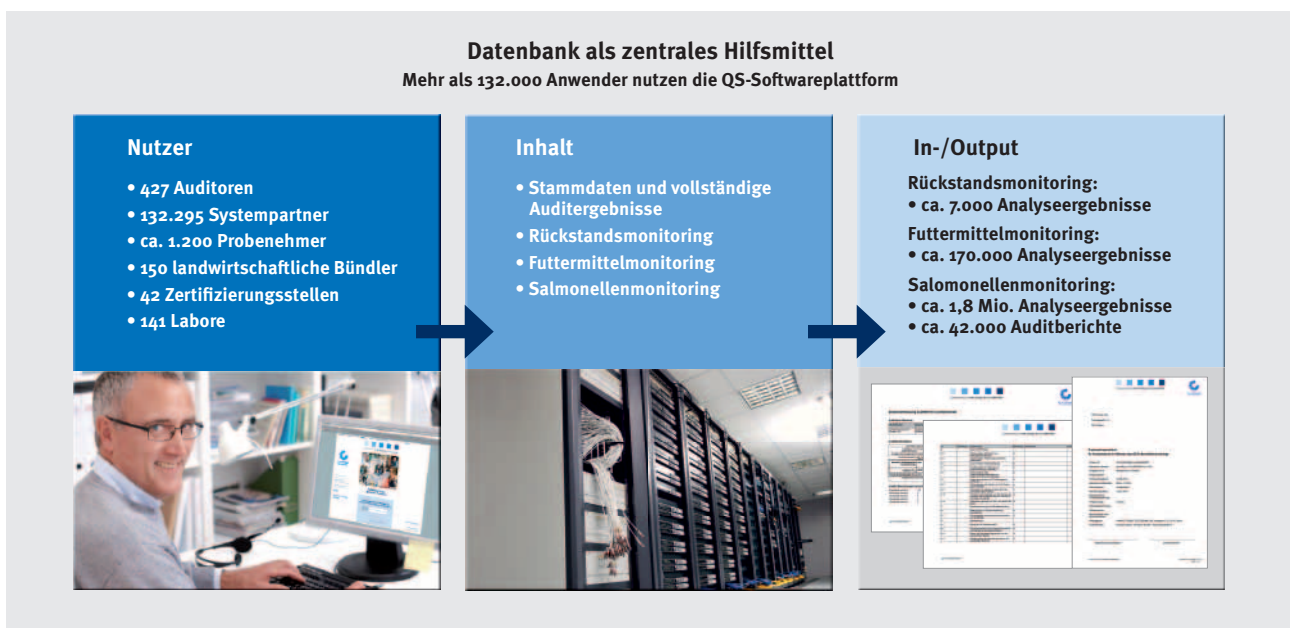 Datenbank als zentrales Hilfsmittel
Mehr als 132.000 Anwender nutzen die QS-Softwareplattform
Nutzer
• 427 Auditoren
• 132.295 Systempartner
• ca. 1.200 Probenehmer
• 150 landwirtschaftliche Bündler
• 42 Zertifizierungsstellen
• 141 Labore
Inhalt
• Stammdaten und vollständige
Auditergebnisse
• Rückstandsmonitoring
• Futtermittelmonitoring
• Salmonellenmonitoring
In-/Output
Rückstandsmonitoring:
• ca. 7.000 Analyseergebnisse
Futtermittelmonitoring:
• ca. 170.000 Analyseergebnisse
Salomonellenmonitoring:
• ca. 1,8 Mio. Analyseergebnisse
• ca. 42.000 Auditberichte